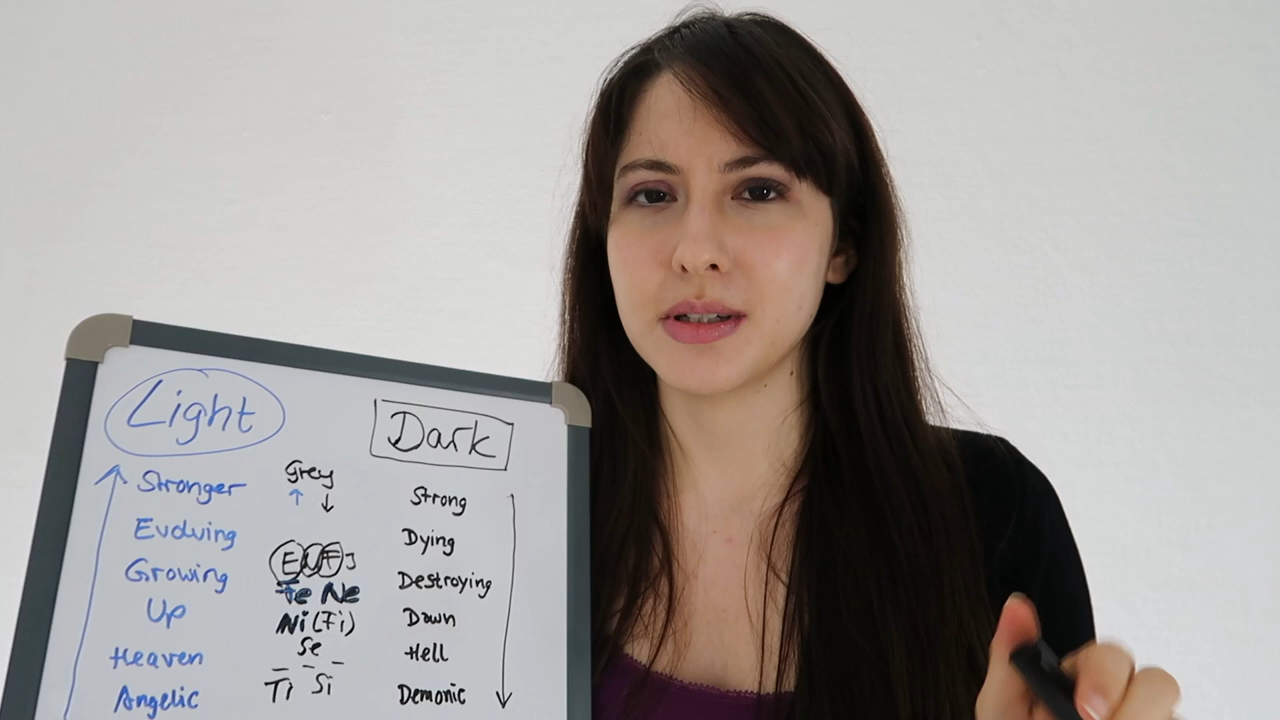 Light
Dark
Grey
Stronger
Strong
Evolving
Dying
ENFJ
Growing
Destroying
Fe Ne
Up
Down
Ni (Fi)
Se
Heaven
Hell
Ti Si
Angelic
Demonic